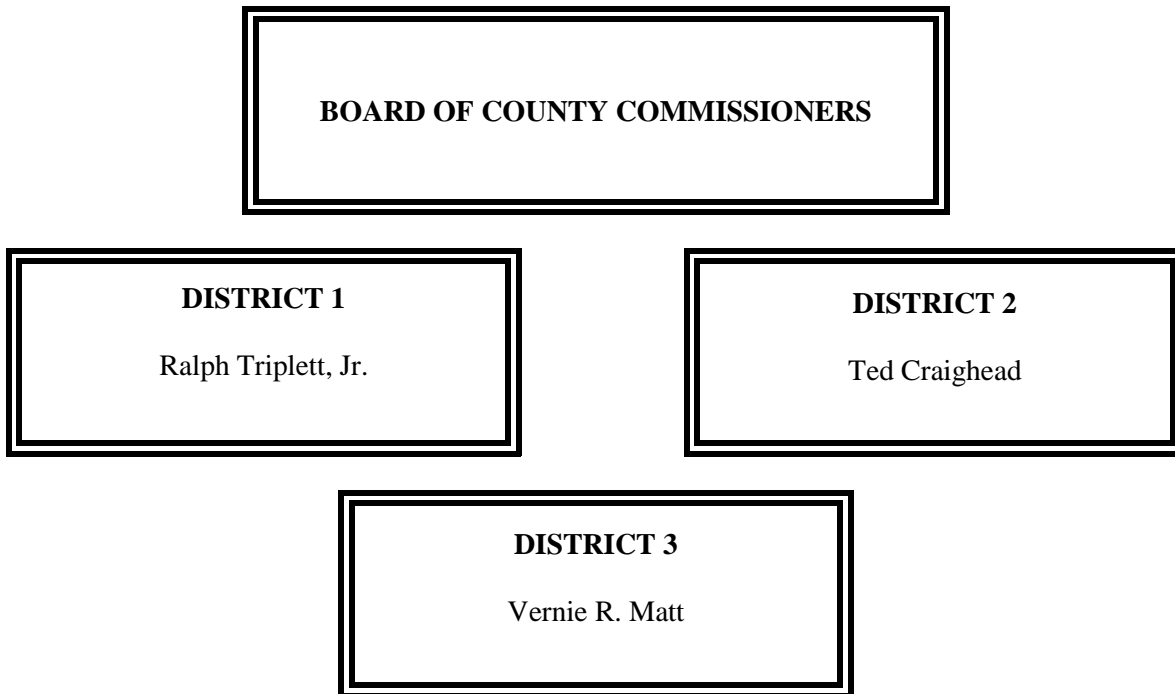 BOARD OF COUNTY COMMISSIONERS
DISTRICT 1
Ralph Triplett, Jr.
DISTRICT 2
Ted Craighead
DISTRICT 3
Vernie R. Matt